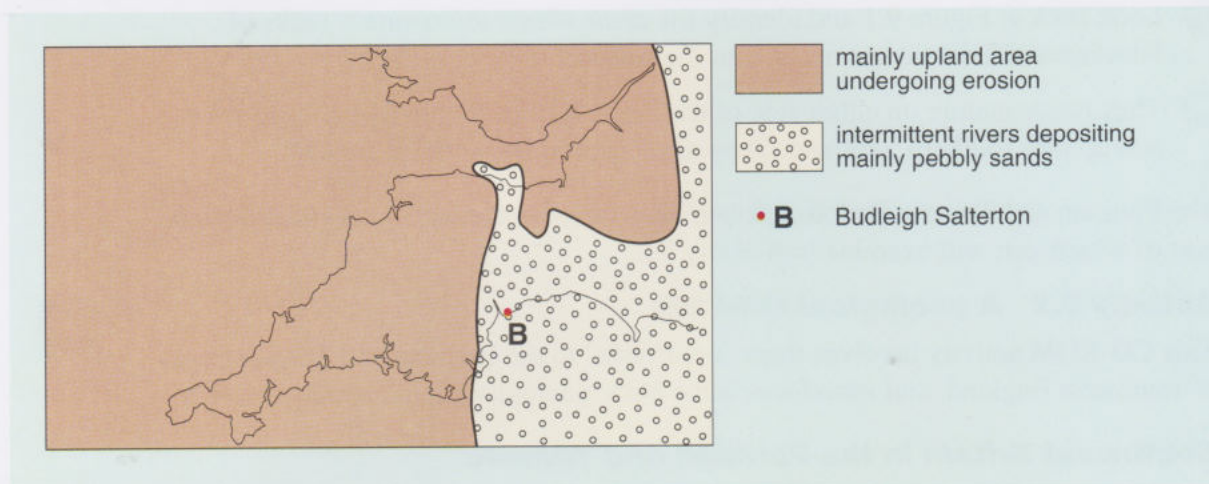 mainly upland area
undergoing erosion
intermittent rivers depositing
mainly pebbly sands
B Budleigh Salterton
B